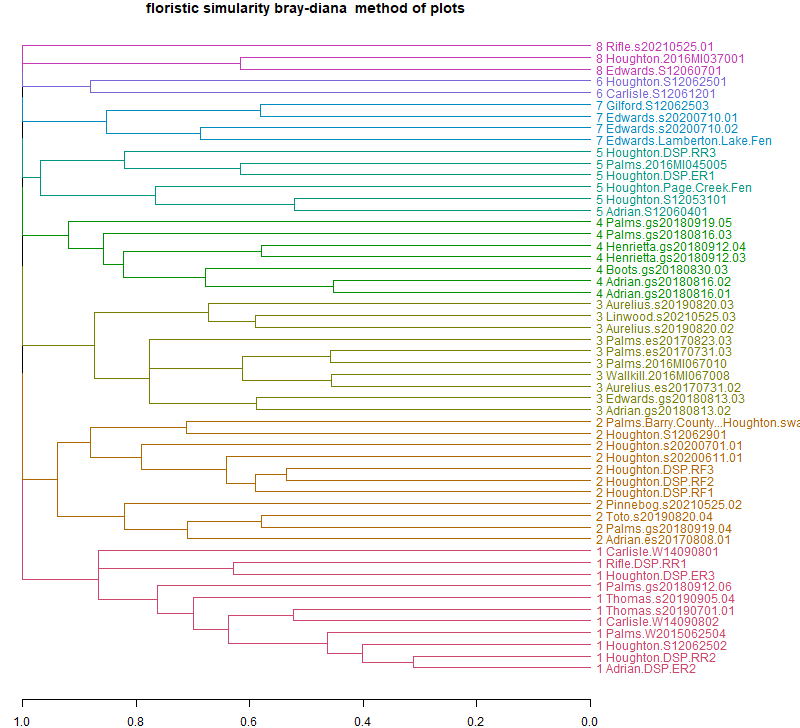 floristic simularity bray-diana method of plots
8 Rifle.s20210525.01
8 Houghton.2016MI037001
8 Edwards.S12060701
6 Houghton.S12062501
6 Carlisle.S12061201
7 Gilford.S12062503
7 Edwards.s20200710.01
7 Edwards.s20200710.02
7 Edwards.Lamberton.Lake.Fen
5 Houghton.DSP.RR3
5 Palms.2016MI045005
5 Houghton.DSP.ER1
5 Houghton.Page.Creek.Fen
5 Houghton.S12053101
5 Adrian.S12060401
4 Palms.gs20180919.05
4 Palms.gs20180816.03
4 Henrietta.gs20180912.04
4 Henrietta.gs20180912.03
4 Boots.gs20180830.03
4 Adrian.gs20180816.02
4 Adrian.gs20180816.01
3 Aurelius.s20190820.03
3 Linwood.s20210525.03
3 Aurelius.s20190820.02
3 Palms.es20170823.03
3 Palms.es20170731.03
3 Palms.2016MI067010
3 Wallkill.2016MI067008
3 Aurelius.es20170731.02
3 Edwards.gs20180813.03
3 Adrian.gs20180813.02
2 Palms.Barry.County...Houghton.swa
2 Houghton.S12062901
2 Houghton.s20200701.01
2 Houghton.s20200611.01
2 Houghton.DSP.RF3
2 Houghton.DSP.RF2
2 Houghton.DSP.RF1
2 Pinnebog.s20210525.02
2 Toto.s20190820.04
2 Palms.gs20180919.04
2 Adrian.es20170808.01
1 Carlisle.W14090801
1 Rifle.DSP.RR1
1 Houghton.DSP.ER3
1 Palms.gs20180912.06
1 Thomas.s20190905.04
1 Thomas.s20190701.01
1 Carlisle.W14090802
1 Palms.W2015062504
1 Houghton.S12062502
1 Houghton.DSP.RR2
1 Adrian.DSP.ER2
1.0 0.8 0.6 0.4 0.2 0.0